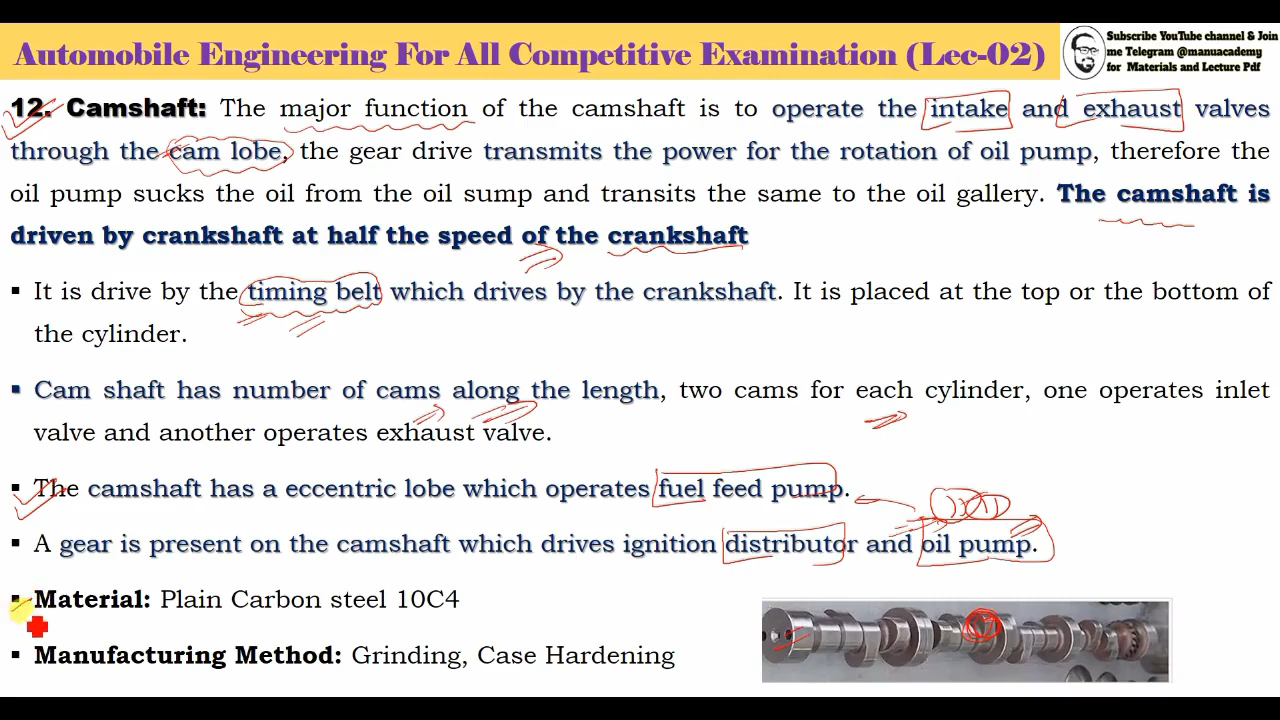 Automobile Engineering For All Competitive Examination (Lec-02)
Subscribe YouTube channel & Join
me Telegram @manuacademy
for Materials and Lecture Pdf
12. Camshaft: The major function of the camshaft is to operate the intake and exhaust valves
through the cam lobe, the gear drive transmits the power for the rotation of oil pump, therefore the
oil pump sucks the oil from the oil sump and transits the same to the oil gallery. The camshaft is
driven by crankshaft at half the speed of the crankshaft
▪ It is drive by the timing belt which drives by the crankshaft. It is placed at the top or the bottom of
the cylinder.
▪ Cam shaft has number of cams along the length, two cams for each cylinder, one operates inlet
valve and another operates exhaust valve.
▪ The camshaft has a eccentric lobe which operates fuel feed pump.
▪ A gear is present on the camshaft which drives ignition distributor and oil pump.
▪ Material: Plain Carbon steel 10C4
▪ Manufacturing Method: Grinding, Case Hardening